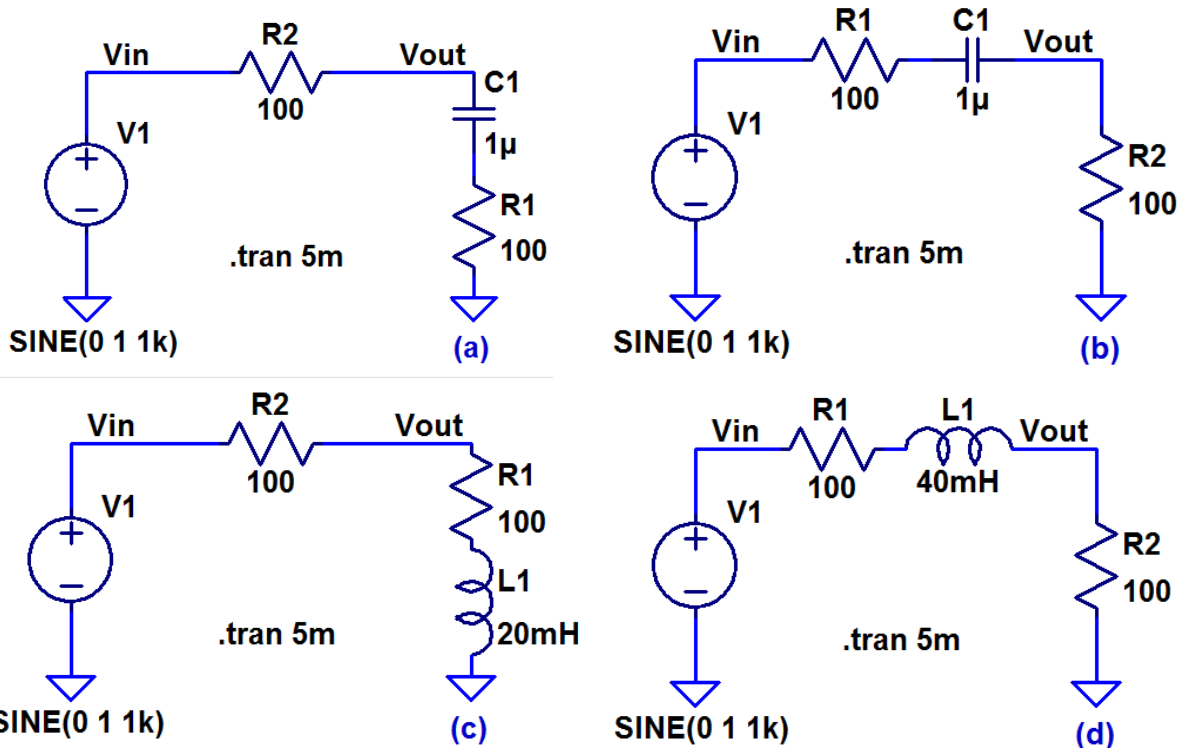 Vin
R2
100
Vout
C1
1µ
V1
R1
100
.tran 5m
SINE(0 1 1k)
(a)
Vin
R1
100
C1
1µ
Vout
V1
R2
100
.tran 5m
SINE(0 1 1k)
(b)
Vin
R2
100
Vout
R1
100
V1
L1
20mH
.tran 5m
SINE(0 1 1k)
(c)
Vin
R1
100
L1
40mH
Vout
V1
R2
100
.tran 5m
SINE(0 1 1k)
(d)